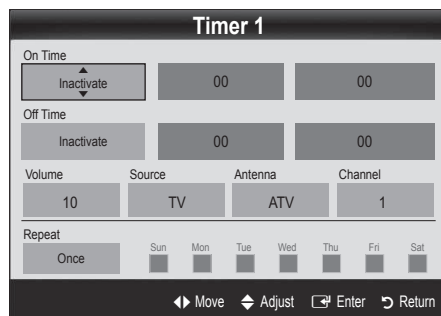 Timer 1
On Time
Inactivate 00 00
Off Time
Inactivate 00 00
Volume Source Antenna Channel
10 TV ATV 1
Repeat
Sun Mon Tue Wed Thu Fri Sat
Once
Move Adjust Enter Return